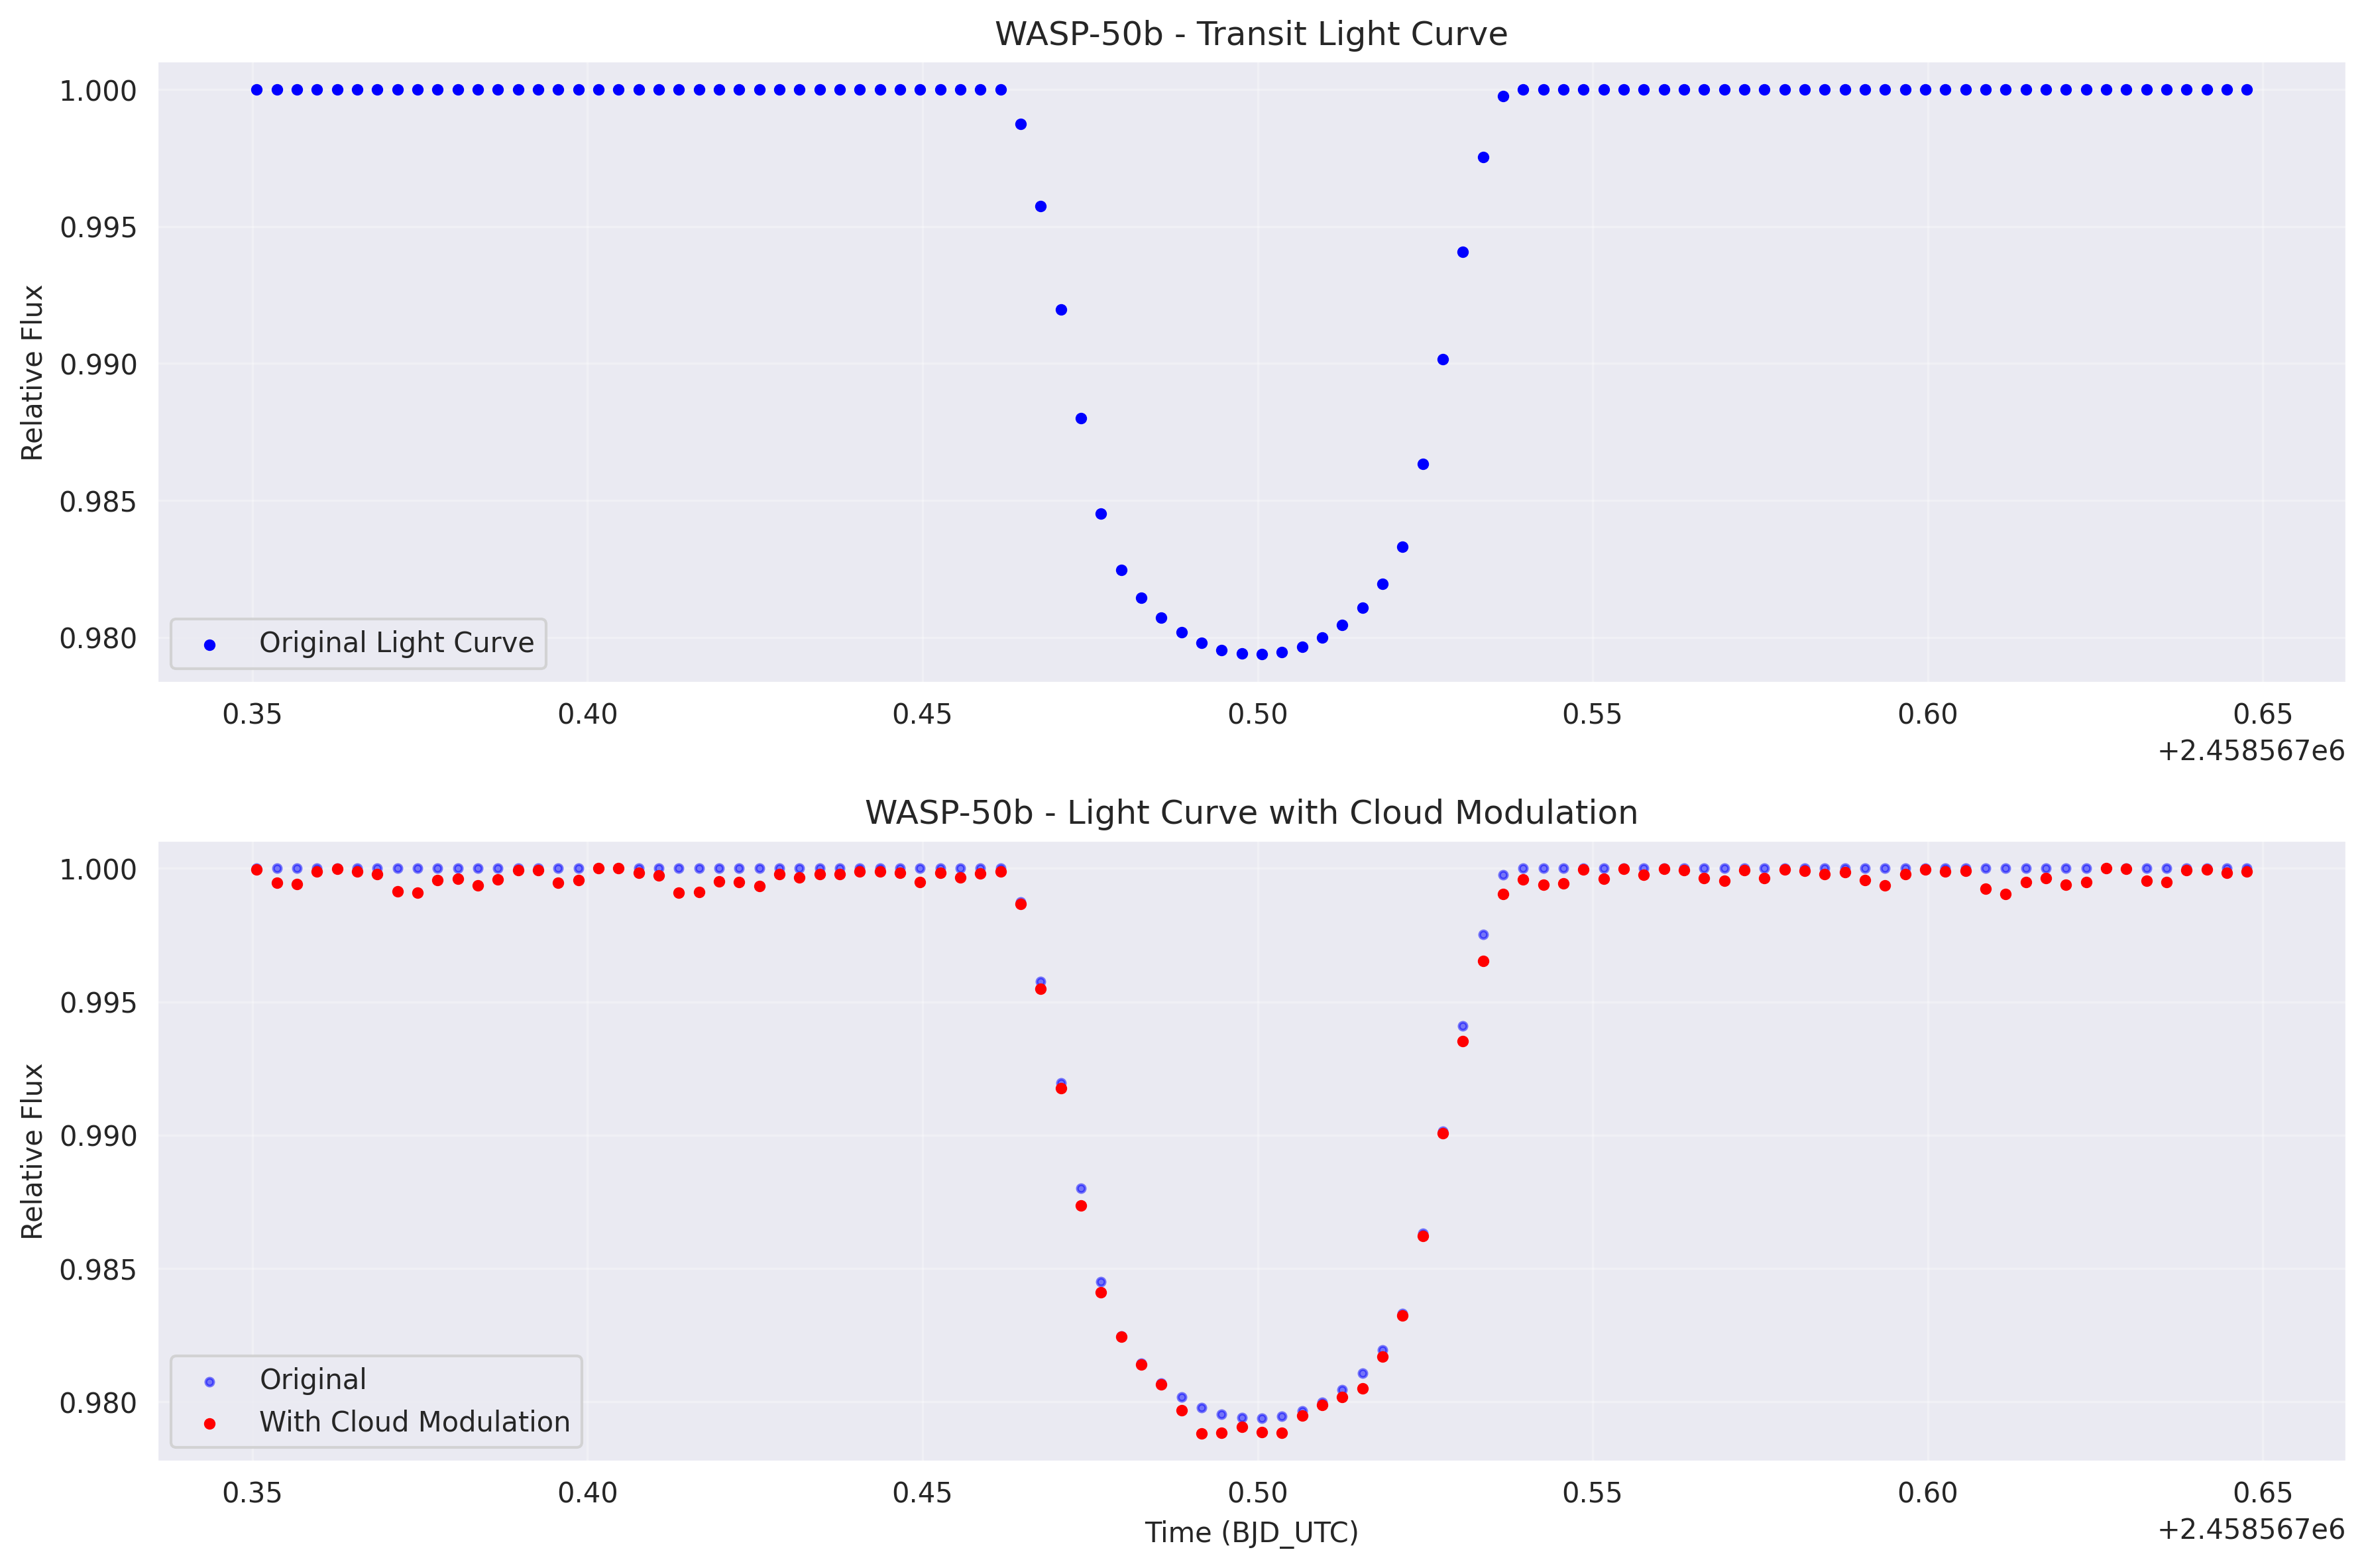 WASP-50b - Transit Light Curve
Relative Flux
1.000
0.995
0.990
0.985
0.980
Original Light Curve
0.35 0.40 0.45 0.50 0.55 0.60 0.65
+2.458567e6
WASP-50b - Light Curve with Cloud Modulation
Relative Flux
1.000
0.995
0.990
0.985
0.980
Original
With Cloud Modulation
0.35 0.40 0.45 0.50 0.55 0.60 0.65
Time (BJD_UTC)
+2.458567e6